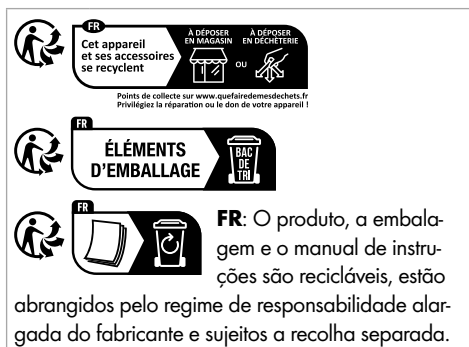 FR
Cet appareil
et ses accessoires
se recyclent
À DÉPOSER
EN MAGASIN
OU
À DÉPOSER
EN DÉCHÈTERIE
Points de collecte sur www.quefairedemesdechets.fr
Privilégiez la réparation ou le don de votre appareil !
FR
ÉLÉMENTS
D'EMBALLAGE
BAC
DE
TRI
FR
FR: O produto, a embala-
gem e o manual de instru-
ções são recicláveis, estão
abrangidos pelo regime de responsabilidade alar-
gada do fabricante e sujeitos a recolha separada.